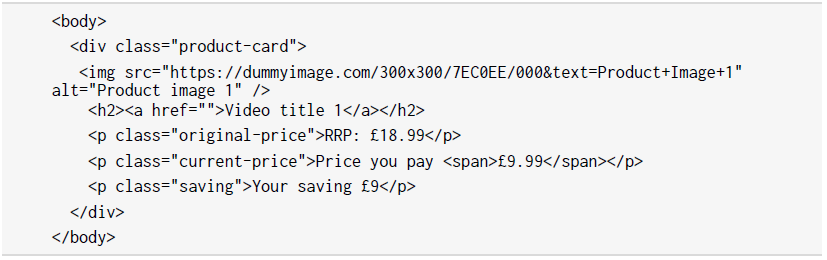 <body>
<div class="product-card">
<img src="https://dummyimage.com/300x300/7EC0EE/000&text=Product+Image+1"
alt="Product image 1" />
<h2><a href="">Video title 1</a></h2>
<p class="original-price">RRP: £18.99</p>
<p class="current-price">Price you pay <span>£9.99</span></p>
<p class="saving">Your saving £9</p>
</div>
</body>